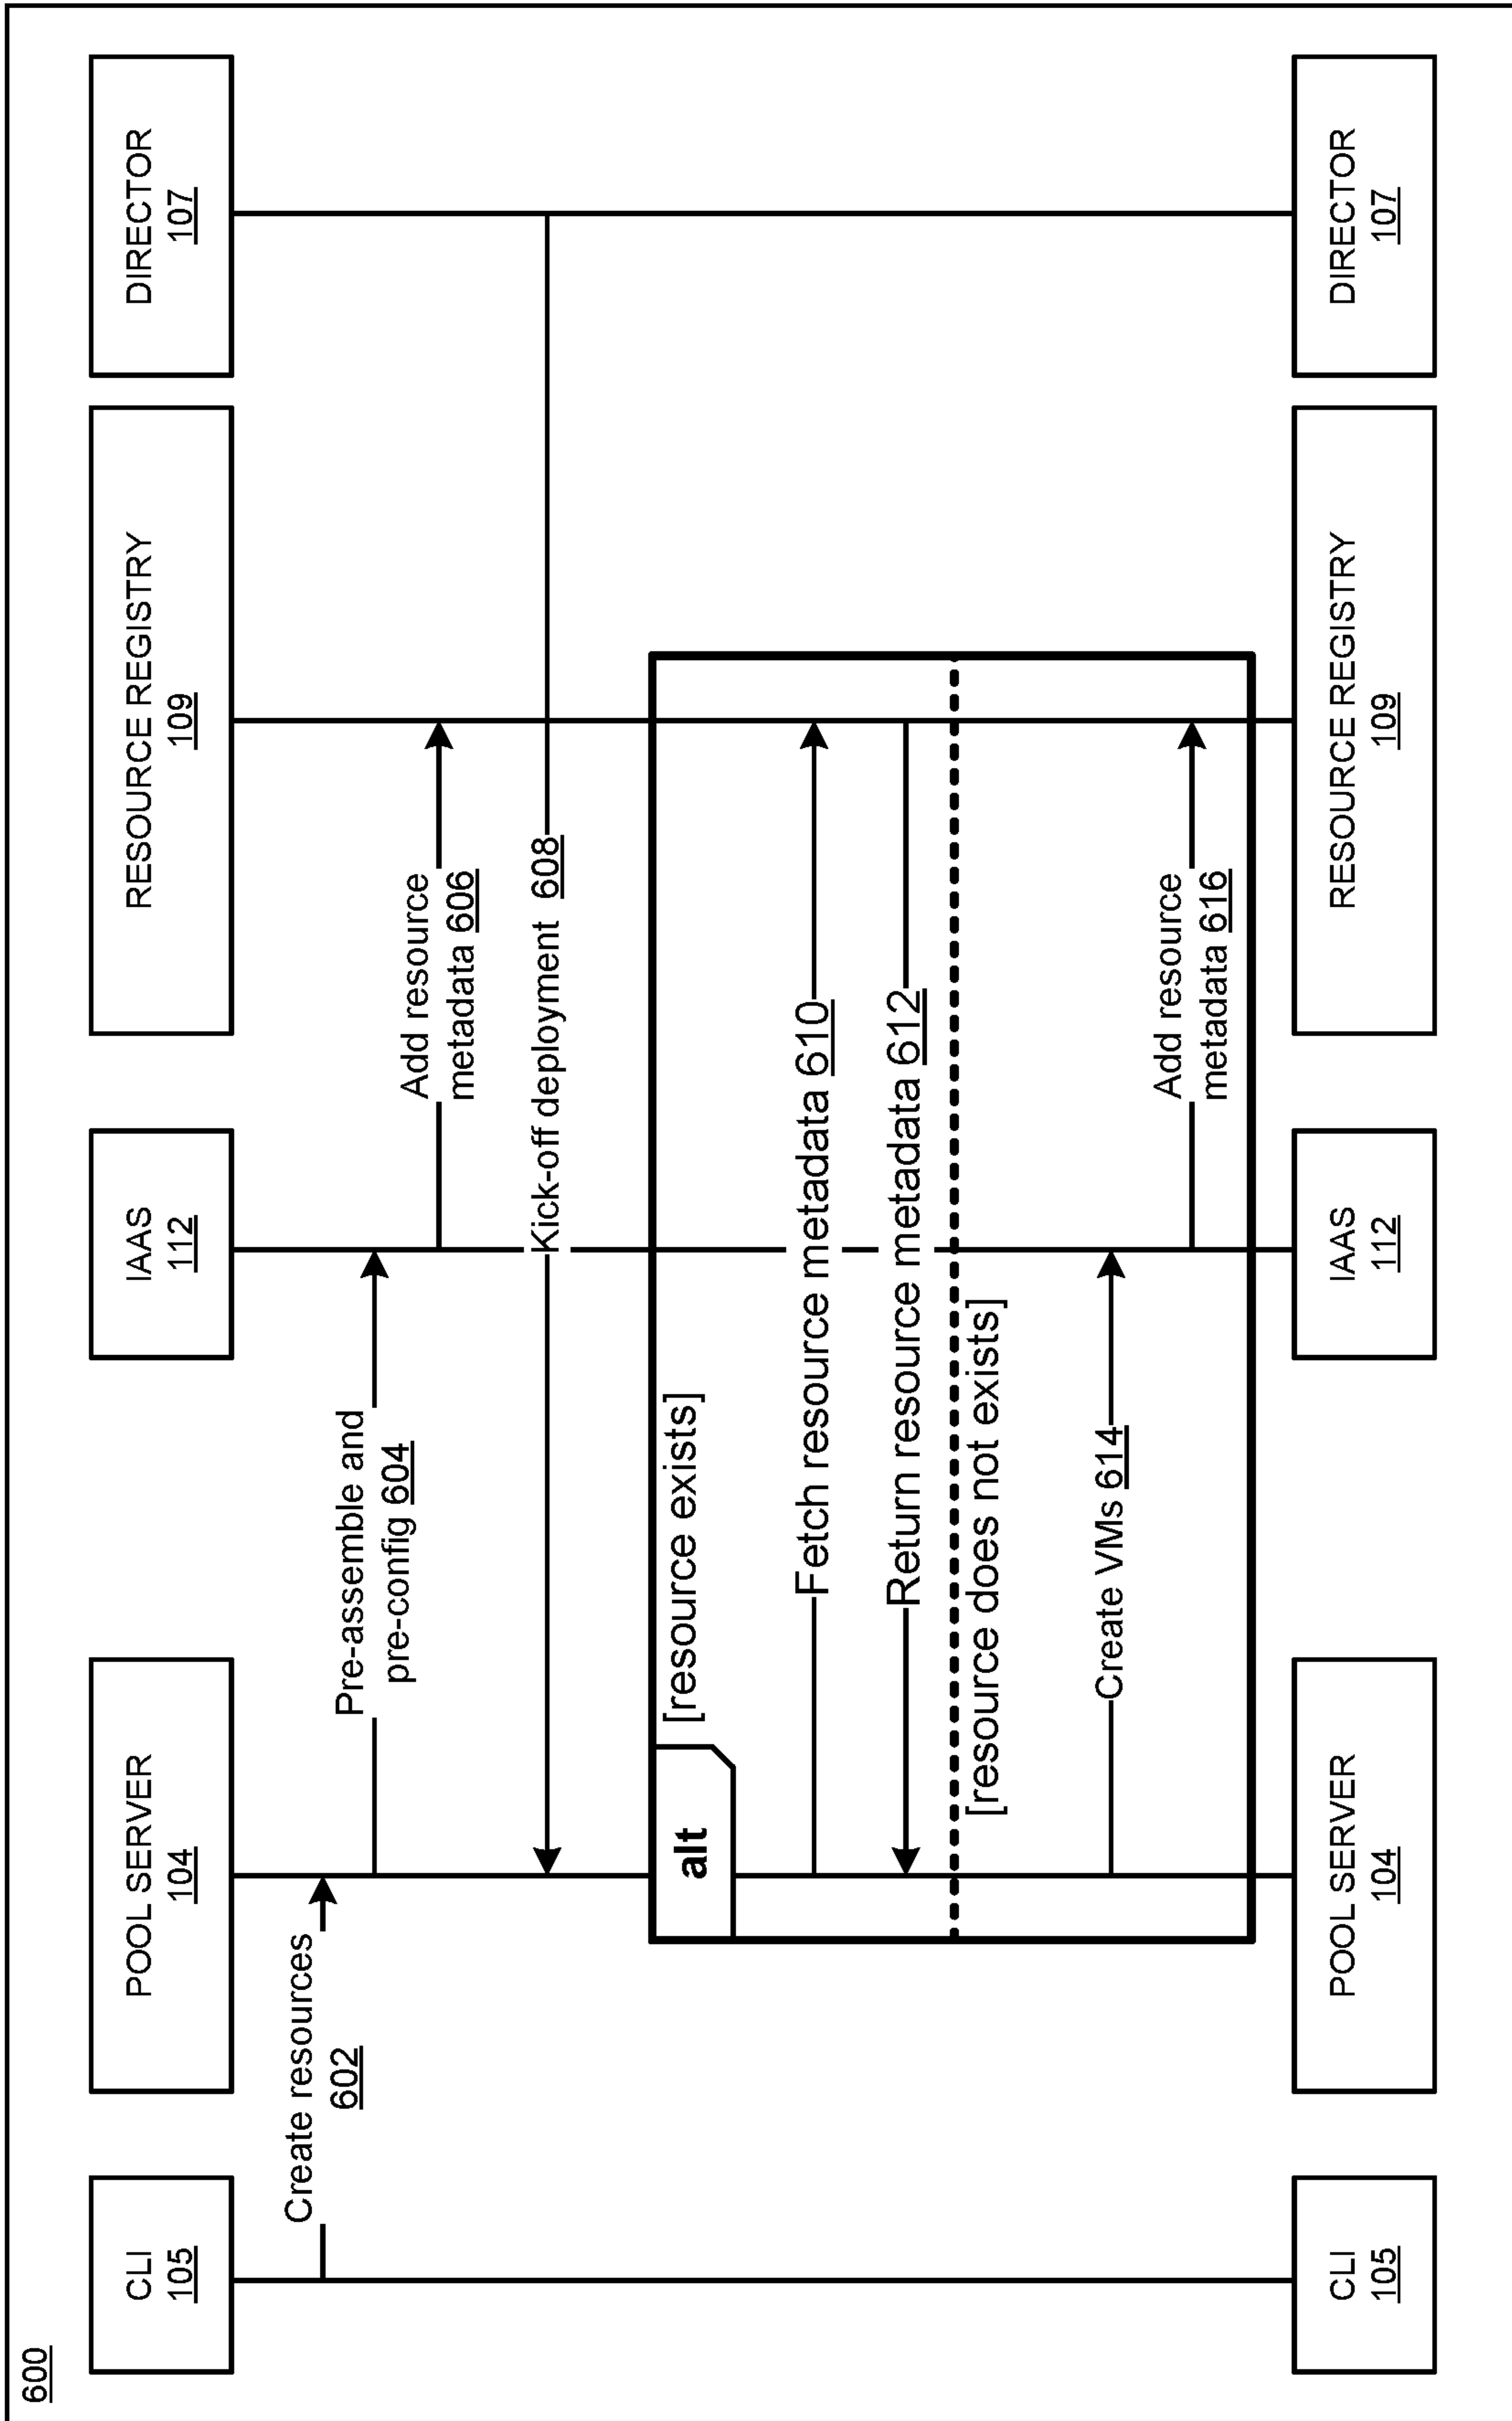 600
CLI
105
POOL SERVER
104
IAAS
112
RESOURCE REGISTRY
109
DIRECTOR
107
Create resources
602
Pre-assemble and
pre-config 604
Add resource
metadata 606
Kick-off deployment 608
alt
[resource exists]
Fetch resource metadata 610
Return resource metadata 612
[resource does not exists]
Create VMs 614
Add resource
metadata 616
CLI
105
POOL SERVER
104
IAAS
112
RESOURCE REGISTRY
109
DIRECTOR
107